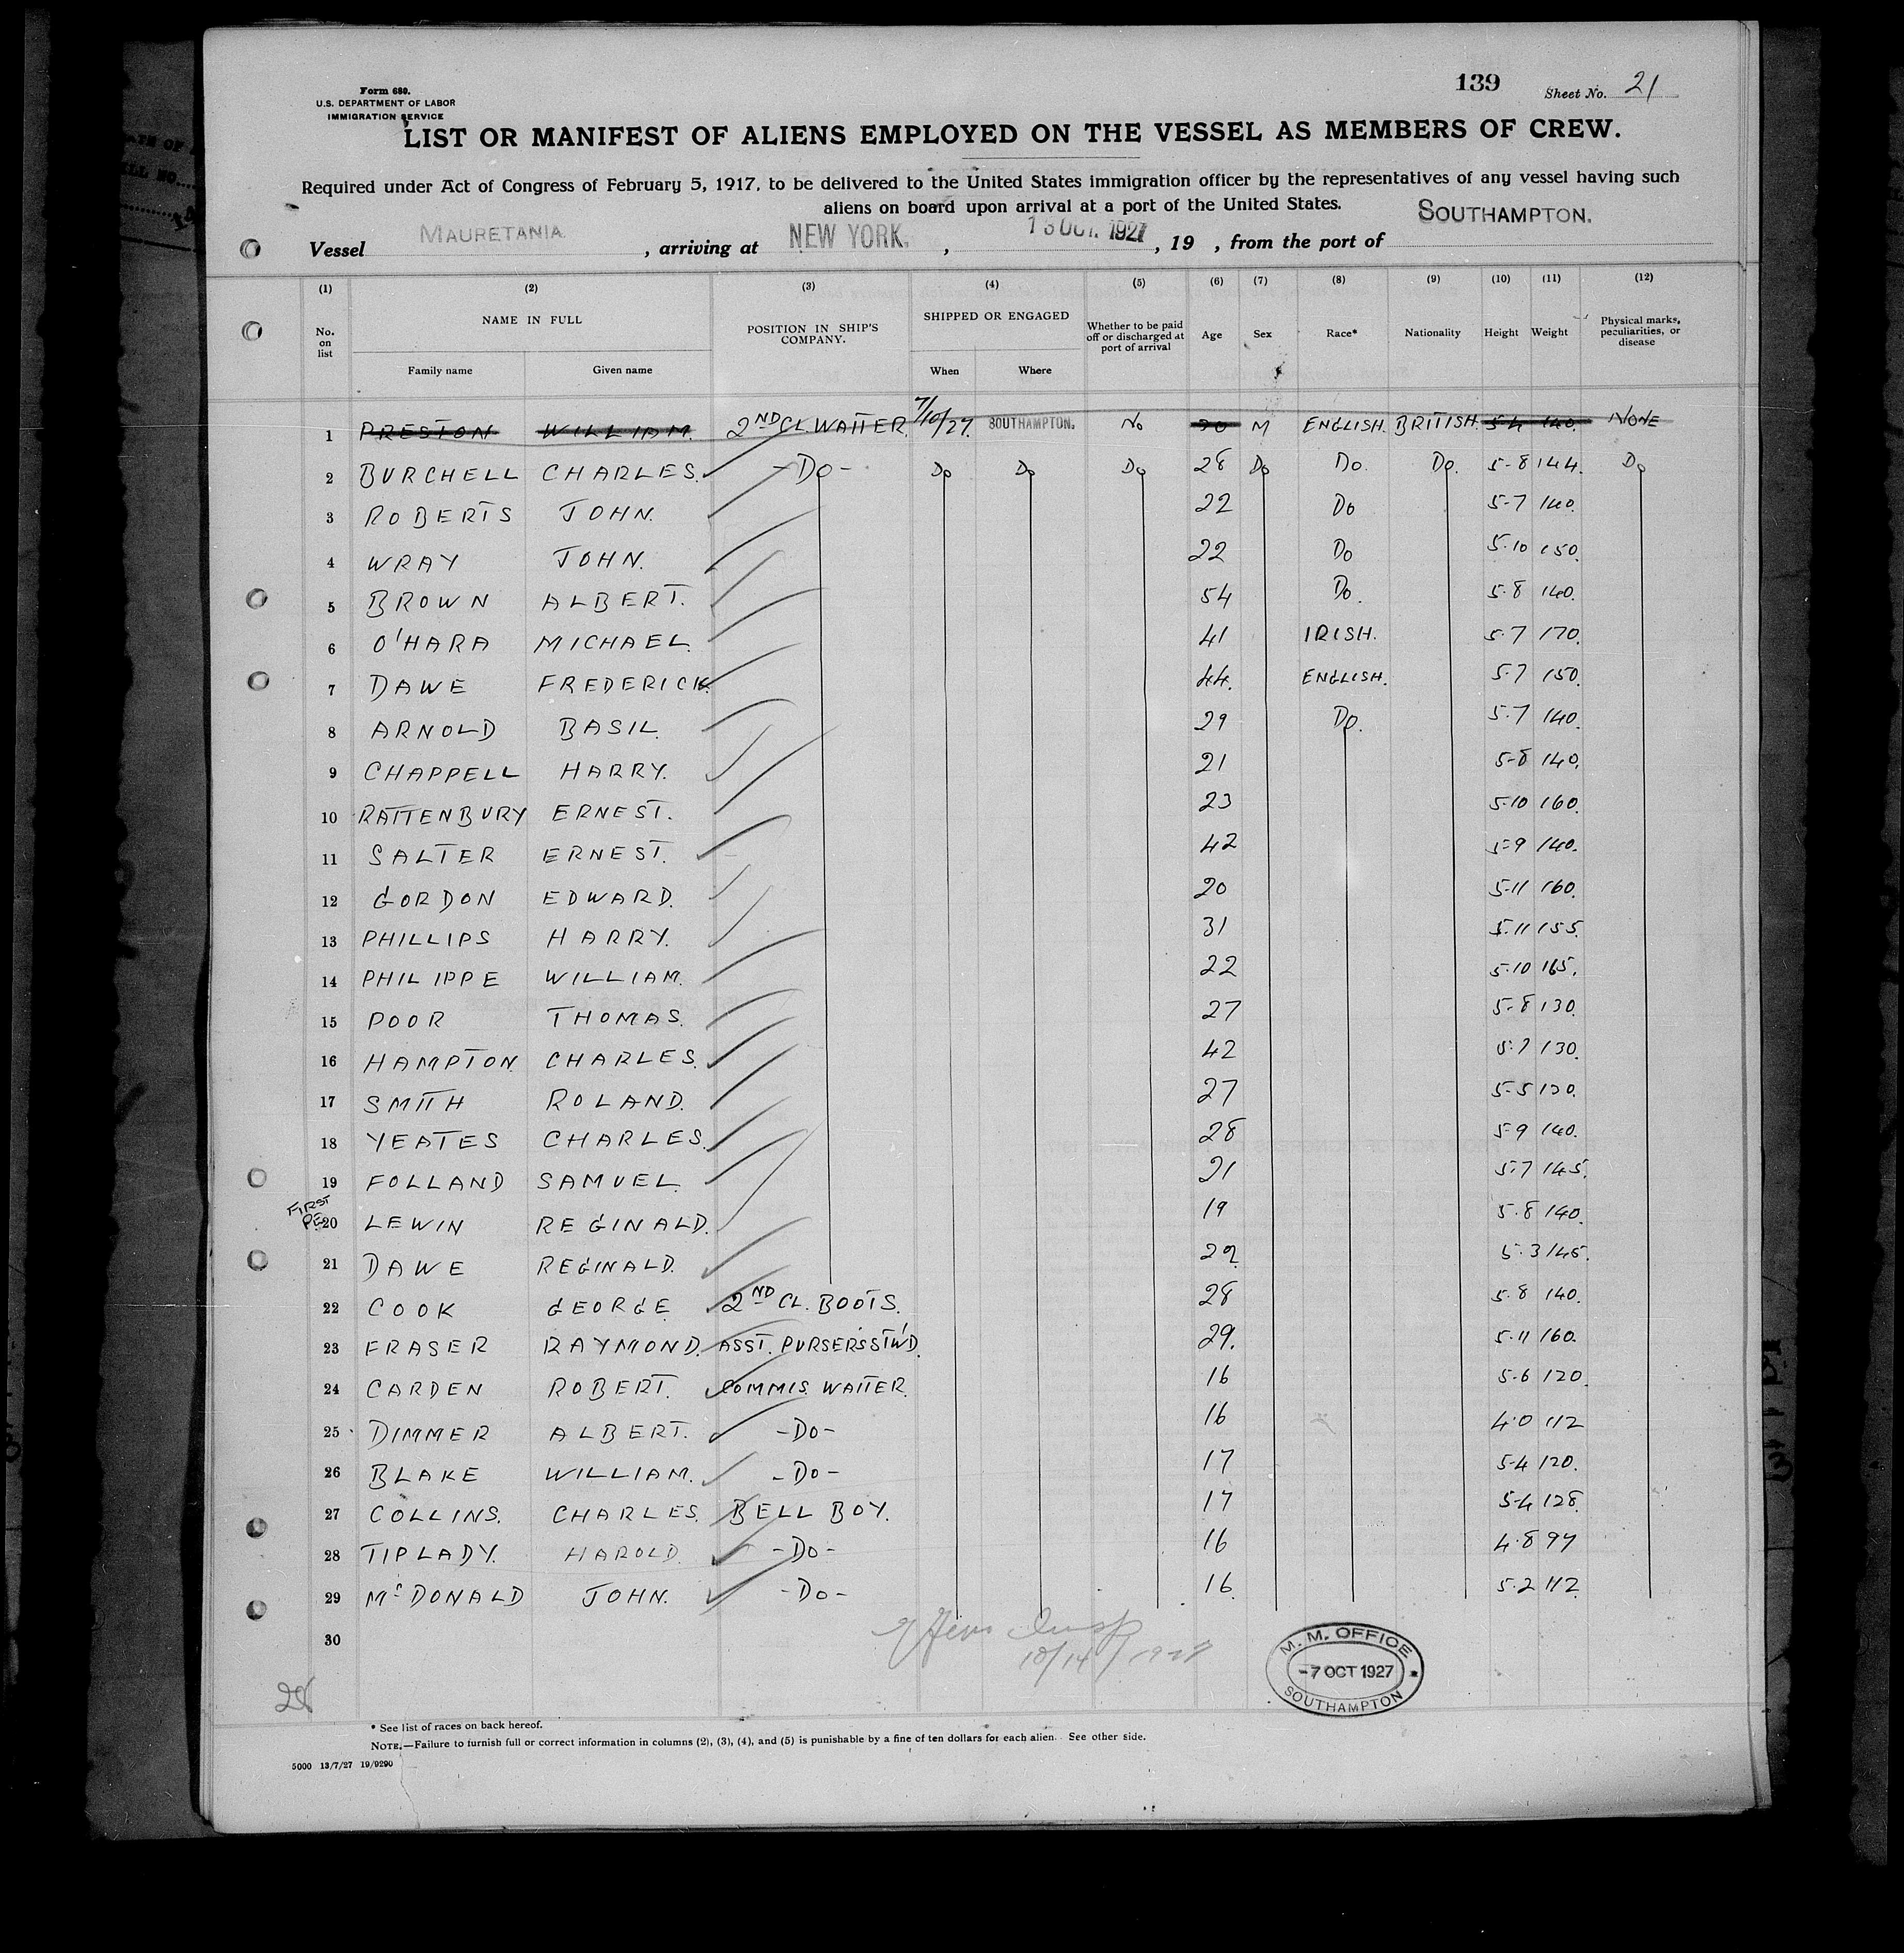 139 Sheet No. 21
Form 680.
U.S. DEPARTMENT OF LABOR
IMMIGRATION SERVICE
LIST OR MANIFEST OF ALIENS EMPLOYED ON THE VESSEL AS MEMBERS OF CREW.
Required under Act of Congress of February 5, 1917, to be delivered to the United States immigration officer by the representatives of any vessel having such
aliens on board upon arrival at a port of the United States.
Vessel MAURETANIA , arriving at NEW YORK. , 13 OCT. 1927, 19 , from the port of SOUTHAMPTON.
(1) (2) (3) (4) (5) (6) (7) (8) (9) (10) (11) (12)
No. on list NAME IN FULL POSITION IN SHIP'S COMPANY. SHIPPED OR ENGAGED Whether to be paid off or discharged at port of arrival Age Sex Race* Nationality Height Weight Physical marks, peculiarities, or disease
Family name Given name When Where
1 PRESTON WILLIAM 2ND CL. WAITER. 7/10/27. SOUTHAMPTON. No 30 M ENGLISH. BRITISH. 5-4 140. NONE
2 BURCHELL CHARLES. -Do- Do Do Do 28 Do Do. Do. 5-8 144. Do
3 ROBERTS JOHN. 22 Do 5-7 140.
4 WRAY JOHN. 22 Do 5.10 150.
5 BROWN ALBERT. 54 Do. 5.8 140.
6 O'HARA MICHAEL. 41 IRISH. 5.7 170.
7 DAWE FREDERICK. 44. ENGLISH. 5.7 150.
8 ARNOLD BASIL. 29 Do. 5.7 140.
9 CHAPPELL HARRY. 21 5-8 140.
10 RATTENBURY ERNEST. 23 5-10 160.
11 SALTER ERNEST. 42 5-9 140.
12 GORDON EDWARD. 20 5-11 160.
13 PHILLIPS HARRY. 31 5.11 155.
14 PHILIPPE WILLIAM. 22 5.10 165.
15 POOR THOMAS. 27 5-8 130.
16 HAMPTON CHARLES. 42 5.7 130.
17 SMITH ROLAND. 27 5-5 130.
18 YEATES CHARLES. 28 5-9 140.
19 FOLLAND SAMUEL. 21 5.7 145.
FIRST
20 LEWIN REGINALD. 19 5.8 140.
21 DAWE REGINALD. 22 5.3 145.
22 COOK GEORGE 2ND CL. BOOTS. 28 5.8 140.
23 FRASER RAYMOND. ASST. PURSERS STW'D. 29. 5.11 160.
24 CARDEN ROBERT. COMMIS WAITER. 16 5-6 120.
25 DIMMER ALBERT. -Do- 16 4.0 112
26 BLAKE WILLIAM. -Do- 17 5-4 120.
27 COLLINS. CHARLES. BELL BOY. 17 5-4 128.
28 TIPLADY. HAROLD. -Do- 16 4.8 97
29 McDONALD JOHN. -Do- 16. 5.2 112.
30
10/14/1927
M. M. OFFICE
-7 OCT 1927
SOUTHAMPTON
28
* See list of races on back hereof.
NOTE.—Failure to furnish full or correct information in columns (2), (3), (4), and (5) is punishable by a fine of ten dollars for each alien. See other side.
5000 13/7/27 19/9290